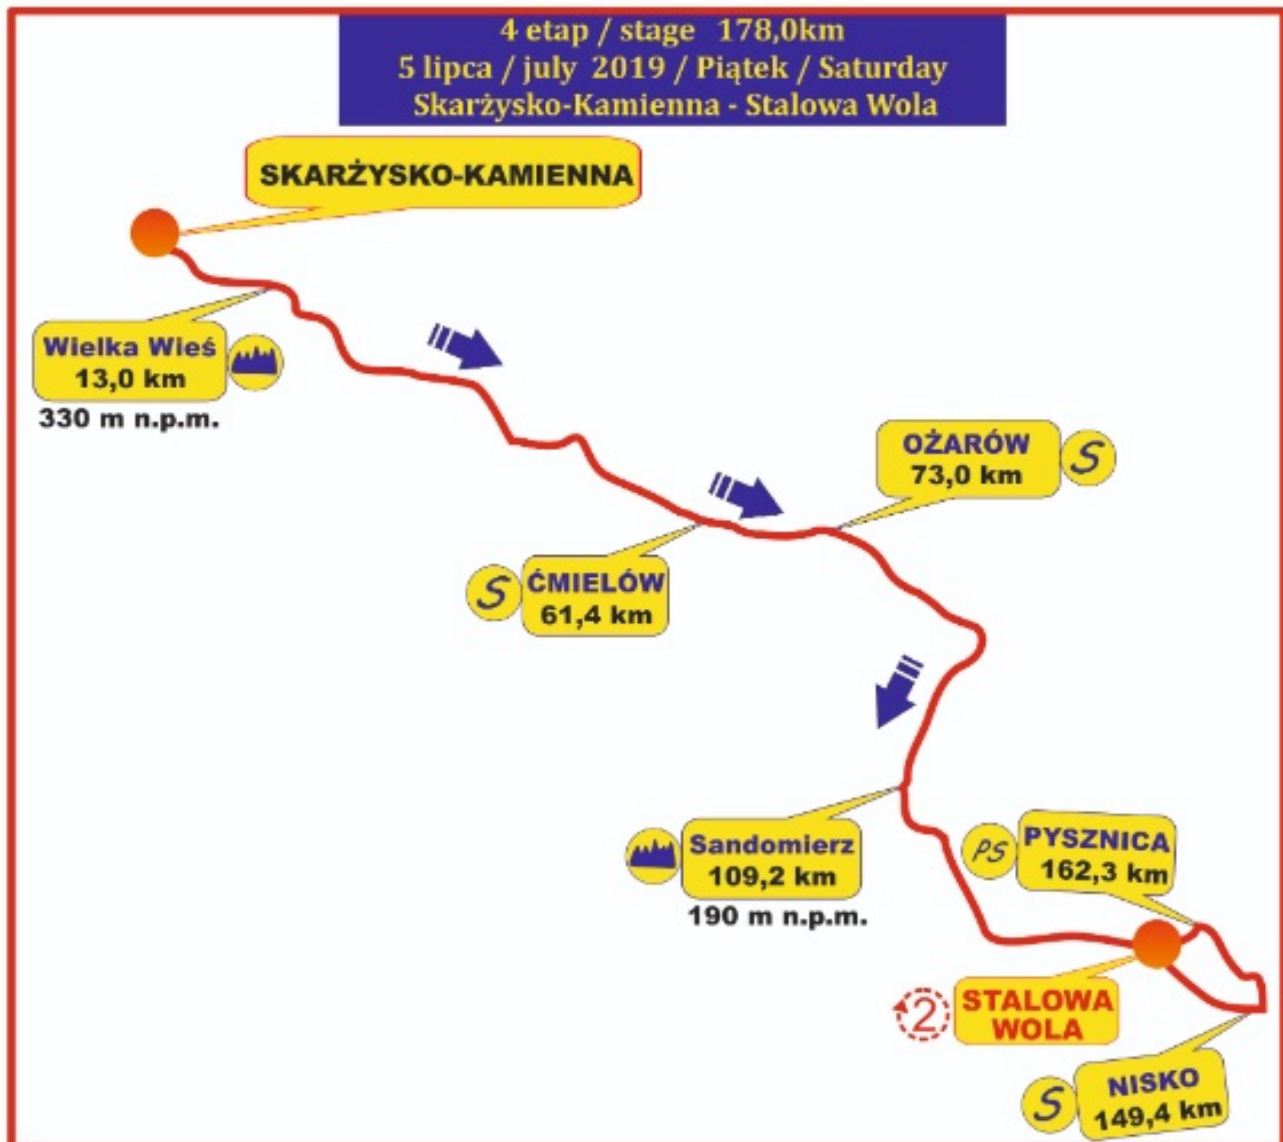 4 etap / stage 178,0km
5 lipca / july 2019 / Piątek / Saturday
Skarżysko-Kamienna - Stalowa Wola
SKARŻYSKO-KAMIENNA
Wielka Wieś
13,0 km
330 m n.p.m.
OŻARÓW
73,0 km
S
S
ĆMIELÓW
61,4 km
Sandomierz
109,2 km
190 m n.p.m.
PS
PYSZNICA
162,3 km
2
STALOWA
WOLA
S
NISKO
149,4 km